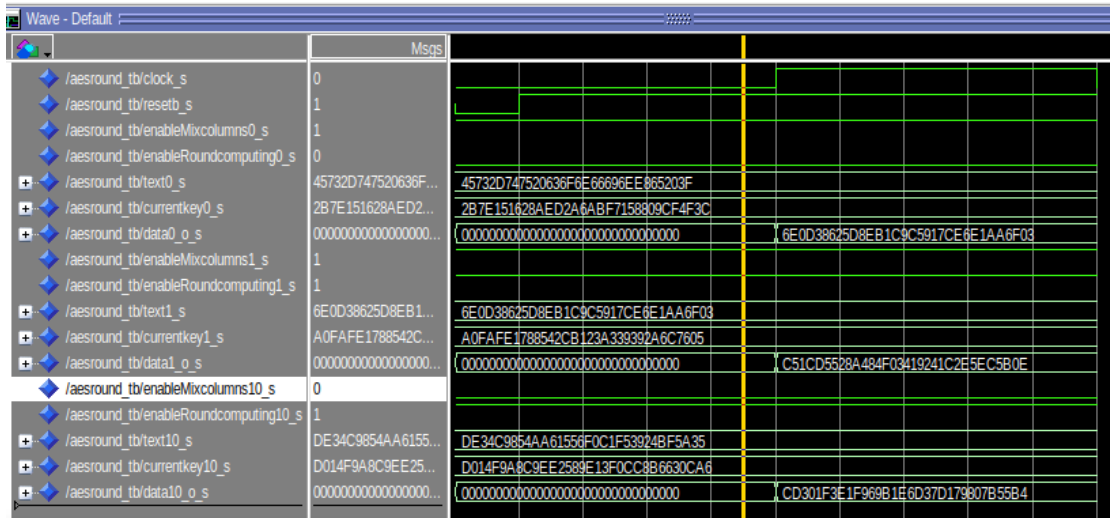 Wave - Default
Msgs
/aesround_tb/clock_s 0
/aesround_tb/resetb_s 1
/aesround_tb/enableMixcolumns0_s 1
/aesround_tb/enableRoundcomputing0_s 0
/aesround_tb/text0_s 45732D747520636F... 45732D747520636F6E66696EE865203F
/aesround_tb/currentkey0_s 2B7E151628AED2... 2B7E151628AED2A6ABF7158809CF4F3C
/aesround_tb/data0_o_s 00000000000000000... 00000000000000000000000000000000 6E0D38625D8EB1C9C5917CE6E1AA6F03
/aesround_tb/enableMixcolumns1_s 1
/aesround_tb/enableRoundcomputing1_s 1
/aesround_tb/text1_s 6E0D38625D8EB1... 6E0D38625D8EB1C9C5917CE6E1AA6F03
/aesround_tb/currentkey1_s A0FAFE1788542C... A0FAFE1788542CB123A339392A6C7605
/aesround_tb/data1_o_s 00000000000000000... 00000000000000000000000000000000 C51CD5528A484F03419241C2E5EC5B0E
/aesround_tb/enableMixcolumns10_s 0
/aesround_tb/enableRoundcomputing10_s 1
/aesround_tb/text10_s DE34C9854AA6155... DE34C9854AA61556F0C1F53924BF5A35
/aesround_tb/currentkey10_s D014F9A8C9EE25... D014F9A8C9EE2589E13F0CC8B6630CA6
/aesround_tb/data10_o_s 00000000000000000... 00000000000000000000000000000000 CD301F3E1F969B1E6D37D179807B55B4